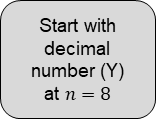 Start with
decimal
number (Y)
at n = 8